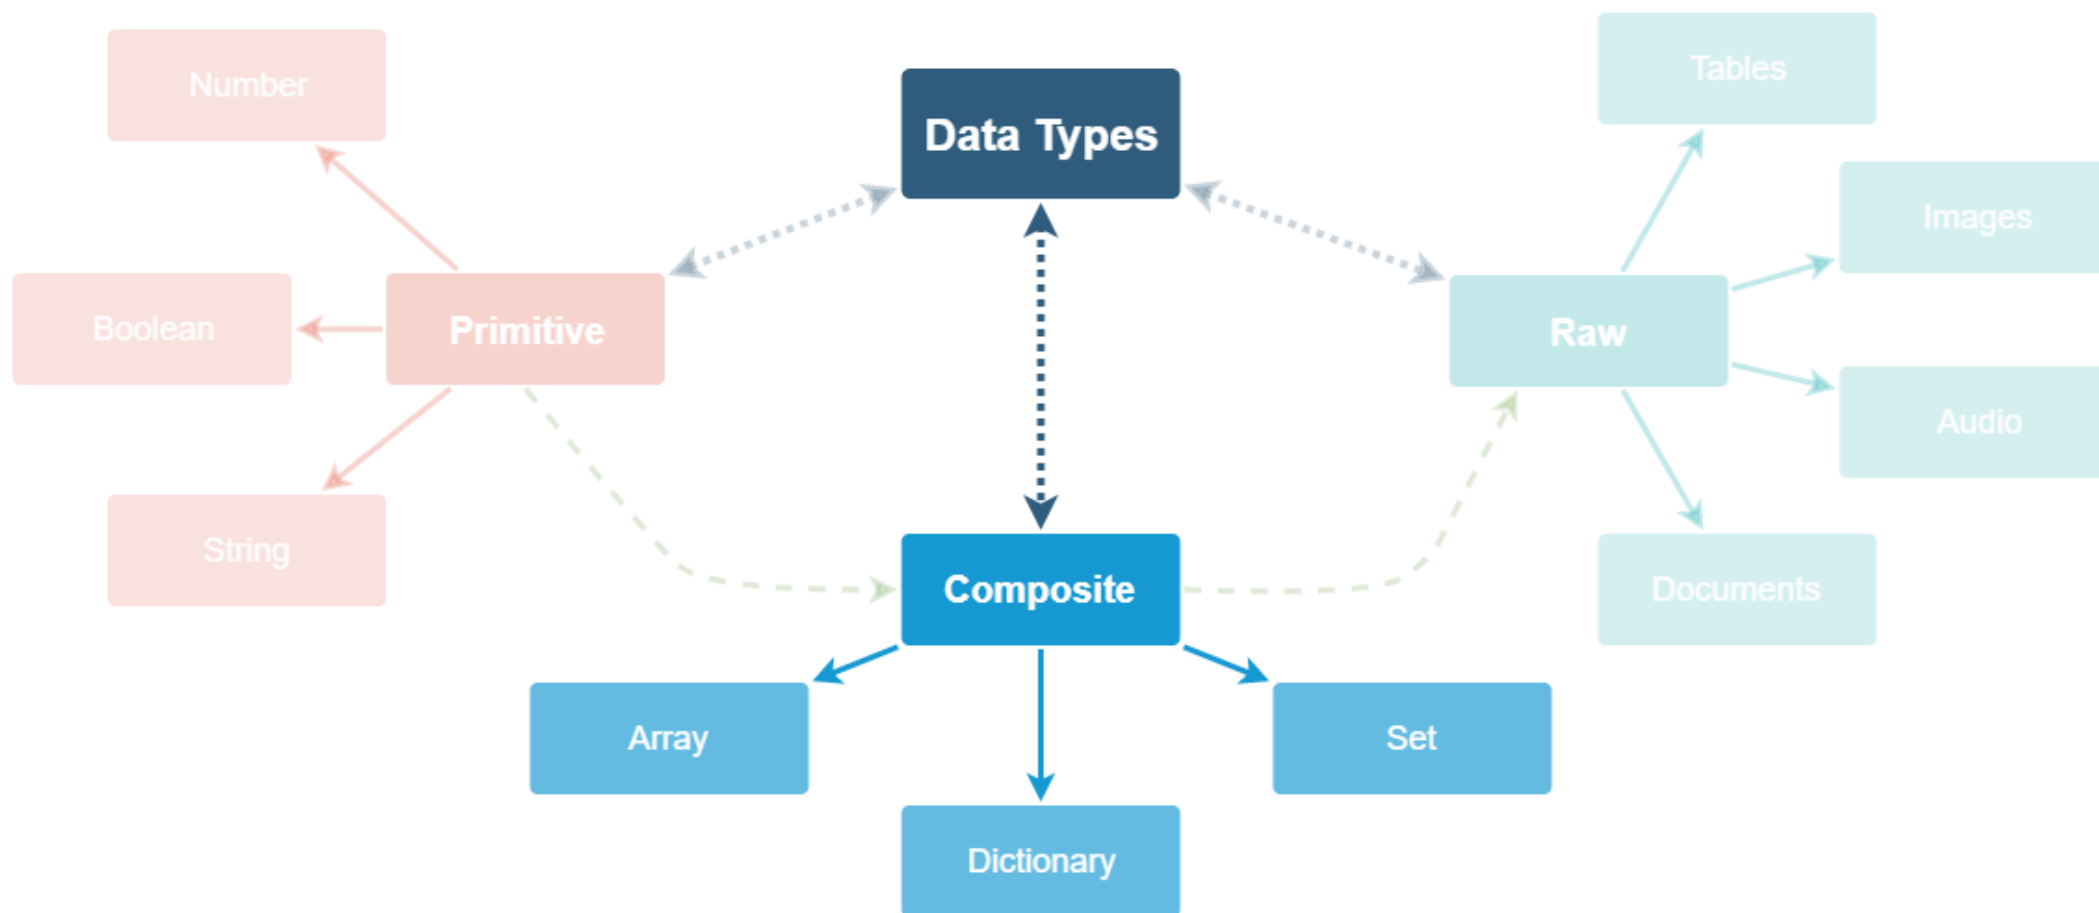 Number
Tables
Data Types
Images
Boolean
Primitive
Raw
Audio
String
Composite
Documents
Array
Set
Dictionary